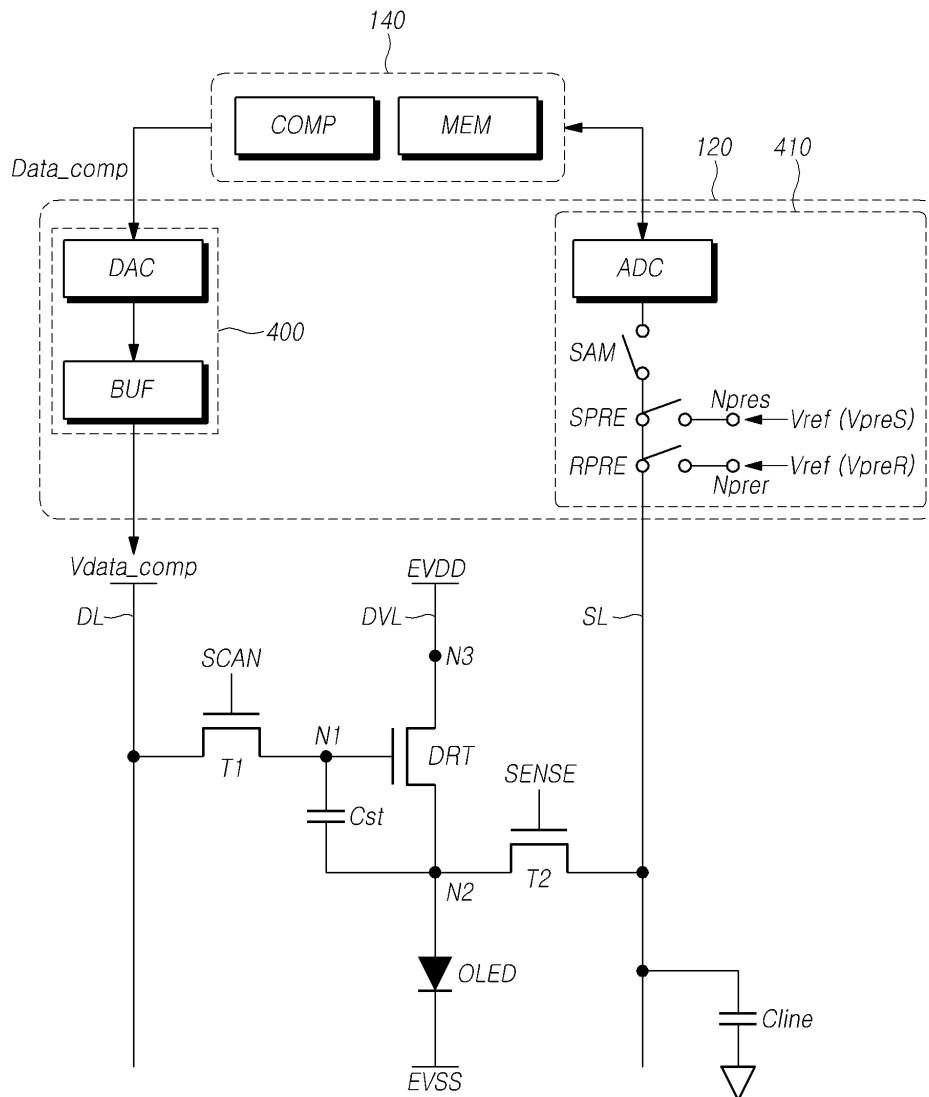 140
COMP
MEM
Data_comp
120
410
DAC
ADC
400
SAM
BUF
SPRE
Npres
Vref (VpreS)
RPRE
Vref (VpreR)
Nprer
Vdata_comp
EVDD
DL
DVL
SL
SCAN
N3
N1
DRT
T1
SENSE
Cst
T2
N2
OLED
Cline
EVSS